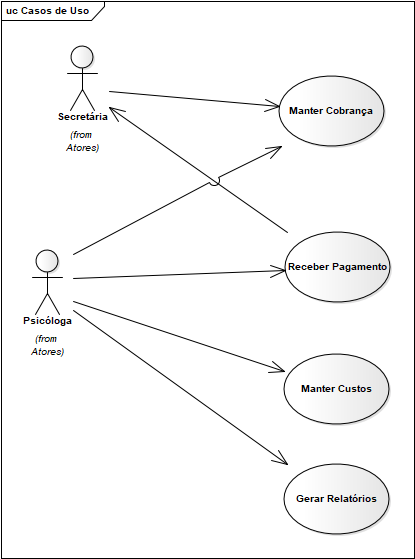 uc Casos de Uso
Secretária
(from
Atores)
Manter Cobrança
Receber Pagamento
Psicóloga
(from
Atores)
Manter Custos
Gerar Relatórios